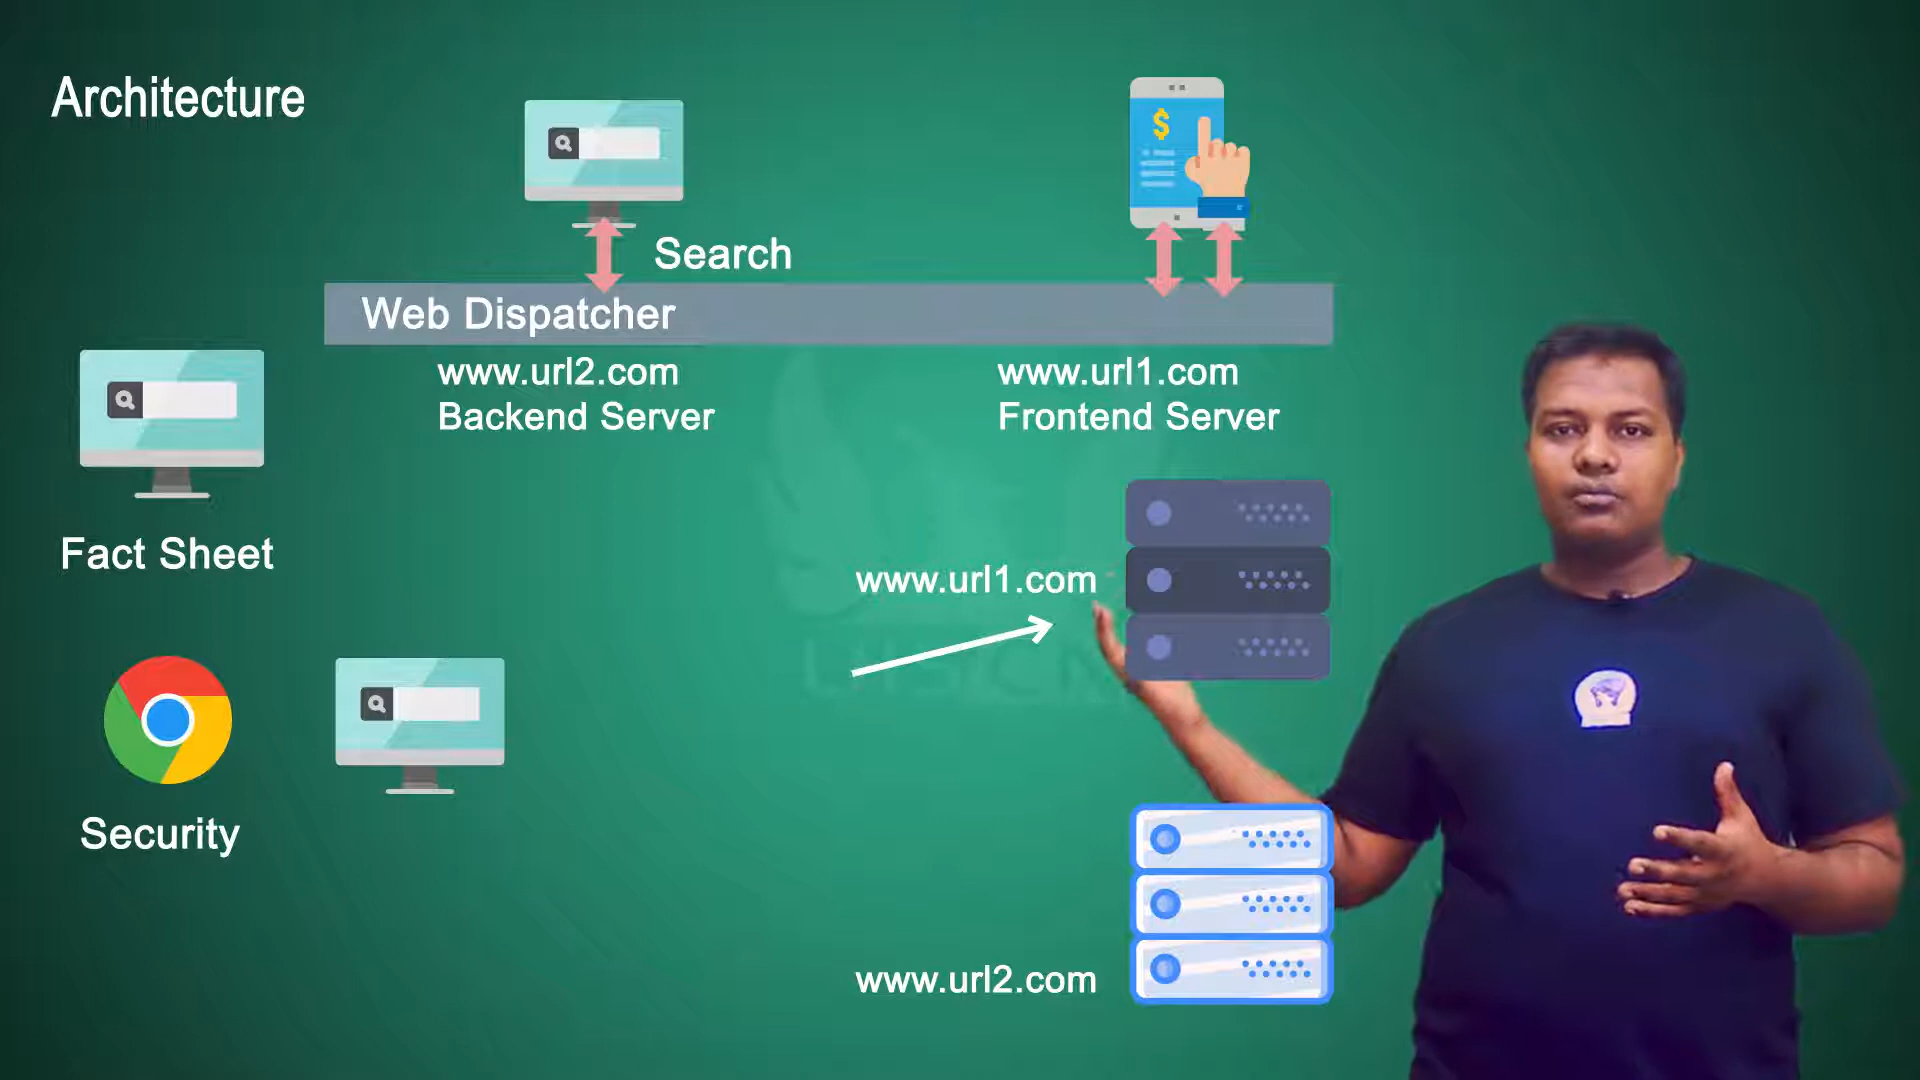 Architecture
Search
Web Dispatcher
www.url2.com
Backend Server
www.url1.com
Frontend Server
Fact Sheet
www.url1.com
Security
www.url2.com